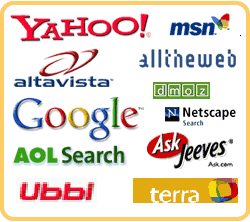 YAHOO!
msn
alltheweb
altavista
dmoz
Google
Netscape
Search
AOL Search
Ask
Jeeves
Ask.com
Ubbi
terra